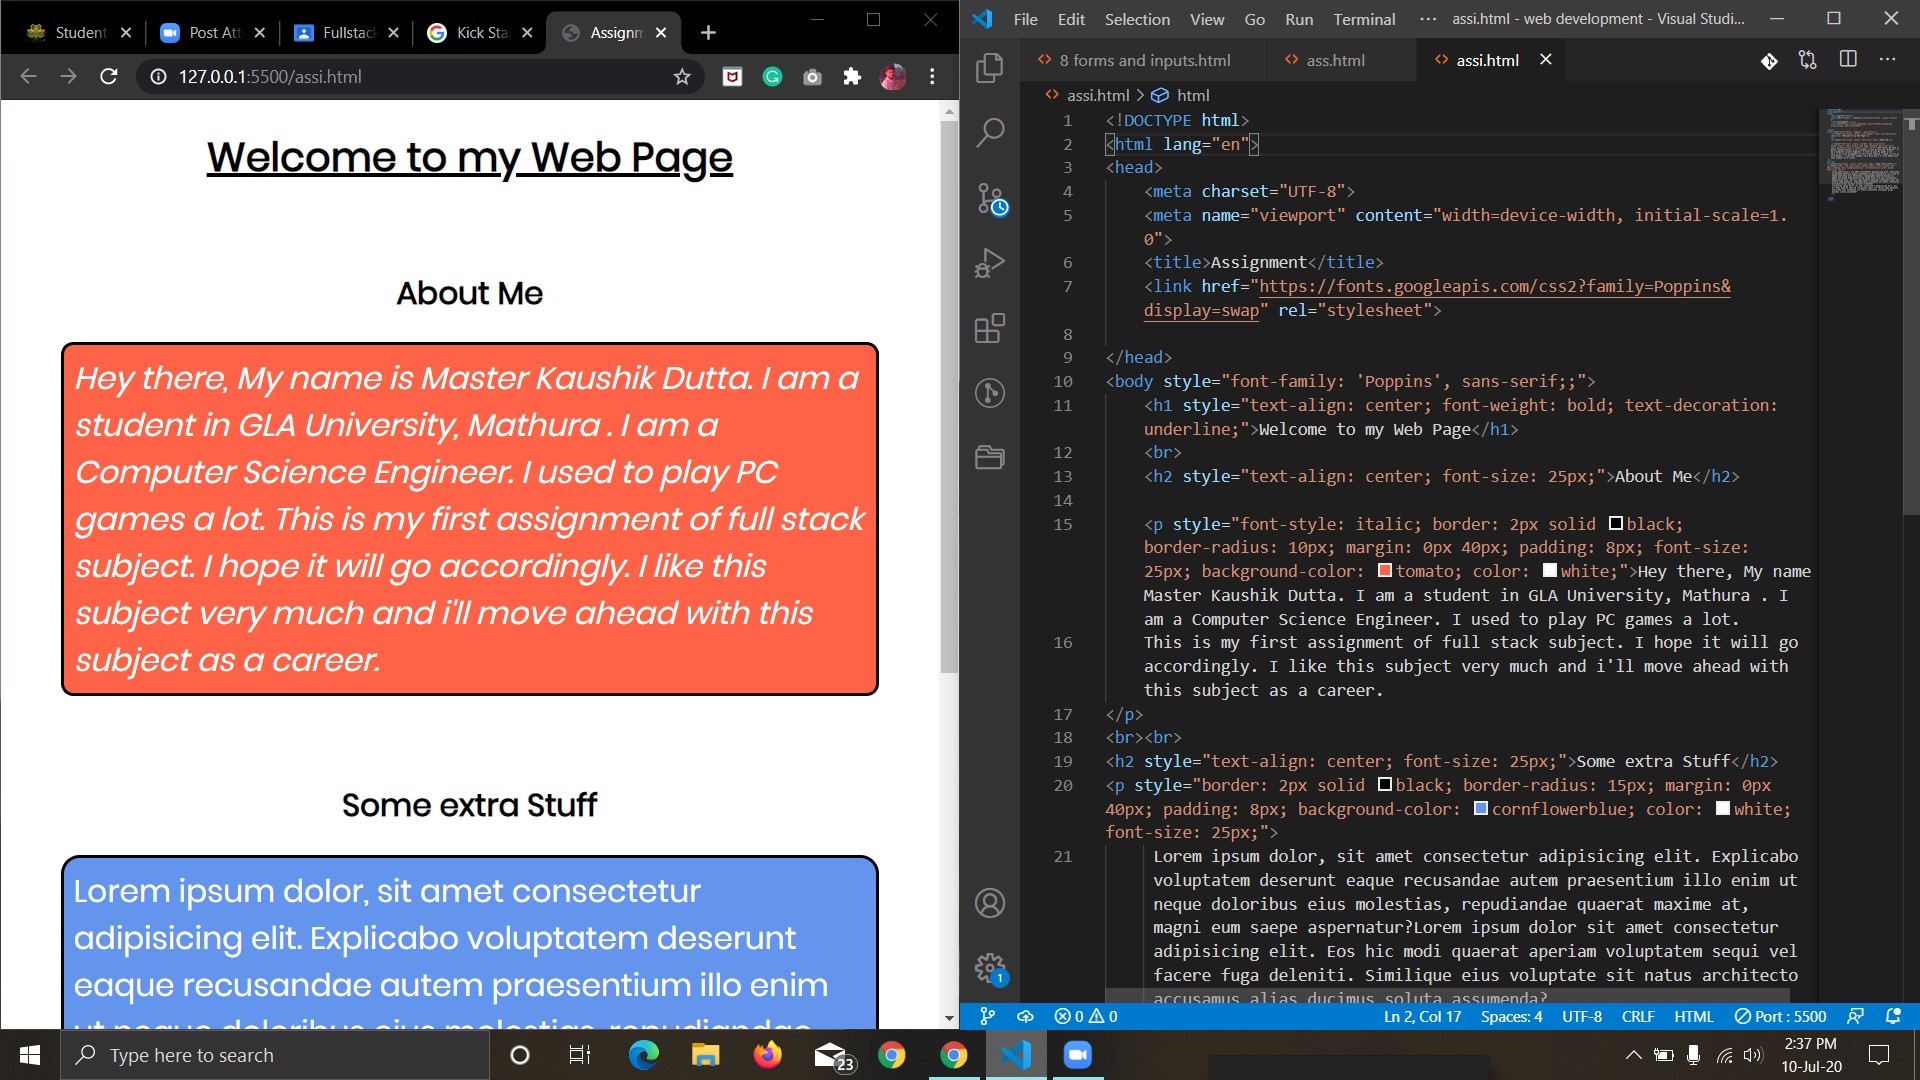 Student
Post Att
Fullstack
Kick Sta
Assignm
127.0.0.1:5500/assi.html
Welcome to my Web Page
About Me
Hey there, My name is Master Kaushik Dutta. I am a
student in GLA University, Mathura . I am a
Computer Science Engineer. I used to play PC
games a lot. This is my first assignment of full stack
subject. I hope it will go accordingly. I like this
subject very much and i'll move ahead with this
subject as a career.
Some extra Stuff
Lorem ipsum dolor, sit amet consectetur
adipisicing elit. Explicabo voluptatem deserunt
eaque recusandae autem praesentium illo enim
ut neque doloribus eius molestias, repudiandae
File Edit Selection View Go Run Terminal ··· assi.html - web development - Visual Studi...
8 forms and inputs.html
ass.html
assi.html
assi.html > html
1 <!DOCTYPE html>
2 <html lang="en">
3 <head>
4 <meta charset="UTF-8">
5 <meta name="viewport" content="width=device-width, initial-scale=1.
0">
6 <title>Assignment</title>
7 <link href="https://fonts.googleapis.com/css2?family=Poppins&
display=swap" rel="stylesheet">
8
9 </head>
10 <body style="font-family: 'Poppins', sans-serif;;">
11 <h1 style="text-align: center; font-weight: bold; text-decoration:
underline;">Welcome to my Web Page</h1>
12 <br>
13 <h2 style="text-align: center; font-size: 25px;">About Me</h2>
14
15 <p style="font-style: italic; border: 2px solid black;
border-radius: 10px; margin: 0px 40px; padding: 8px; font-size:
25px; background-color: tomato; color: white;">Hey there, My name
Master Kaushik Dutta. I am a student in GLA University, Mathura . I
am a Computer Science Engineer. I used to play PC games a lot.
16 This is my first assignment of full stack subject. I hope it will go
accordingly. I like this subject very much and i'll move ahead with
this subject as a career.
17 </p>
18 <br><br>
19 <h2 style="text-align: center; font-size: 25px;">Some extra Stuff</h2>
20 <p style="border: 2px solid black; border-radius: 15px; margin: 0px
40px; padding: 8px; background-color: cornflowerblue; color: white;
font-size: 25px;">
21 Lorem ipsum dolor, sit amet consectetur adipisicing elit. Explicabo
voluptatem deserunt eaque recusandae autem praesentium illo enim ut
neque doloribus eius molestias, repudiandae quaerat maxime at,
magni eum saepe aspernatur?Lorem ipsum dolor sit amet consectetur
adipisicing elit. Eos hic modi quaerat aperiam voluptatem sequi vel
facere fuga deleniti. Similique eius voluptate sit natus architecto
accusamus alias ducimus soluta assumenda?
1
0 0 Ln 2, Col 17 Spaces: 4 UTF-8 CRLF HTML Port : 5500
Type here to search
23
2:37 PM
10-Jul-20